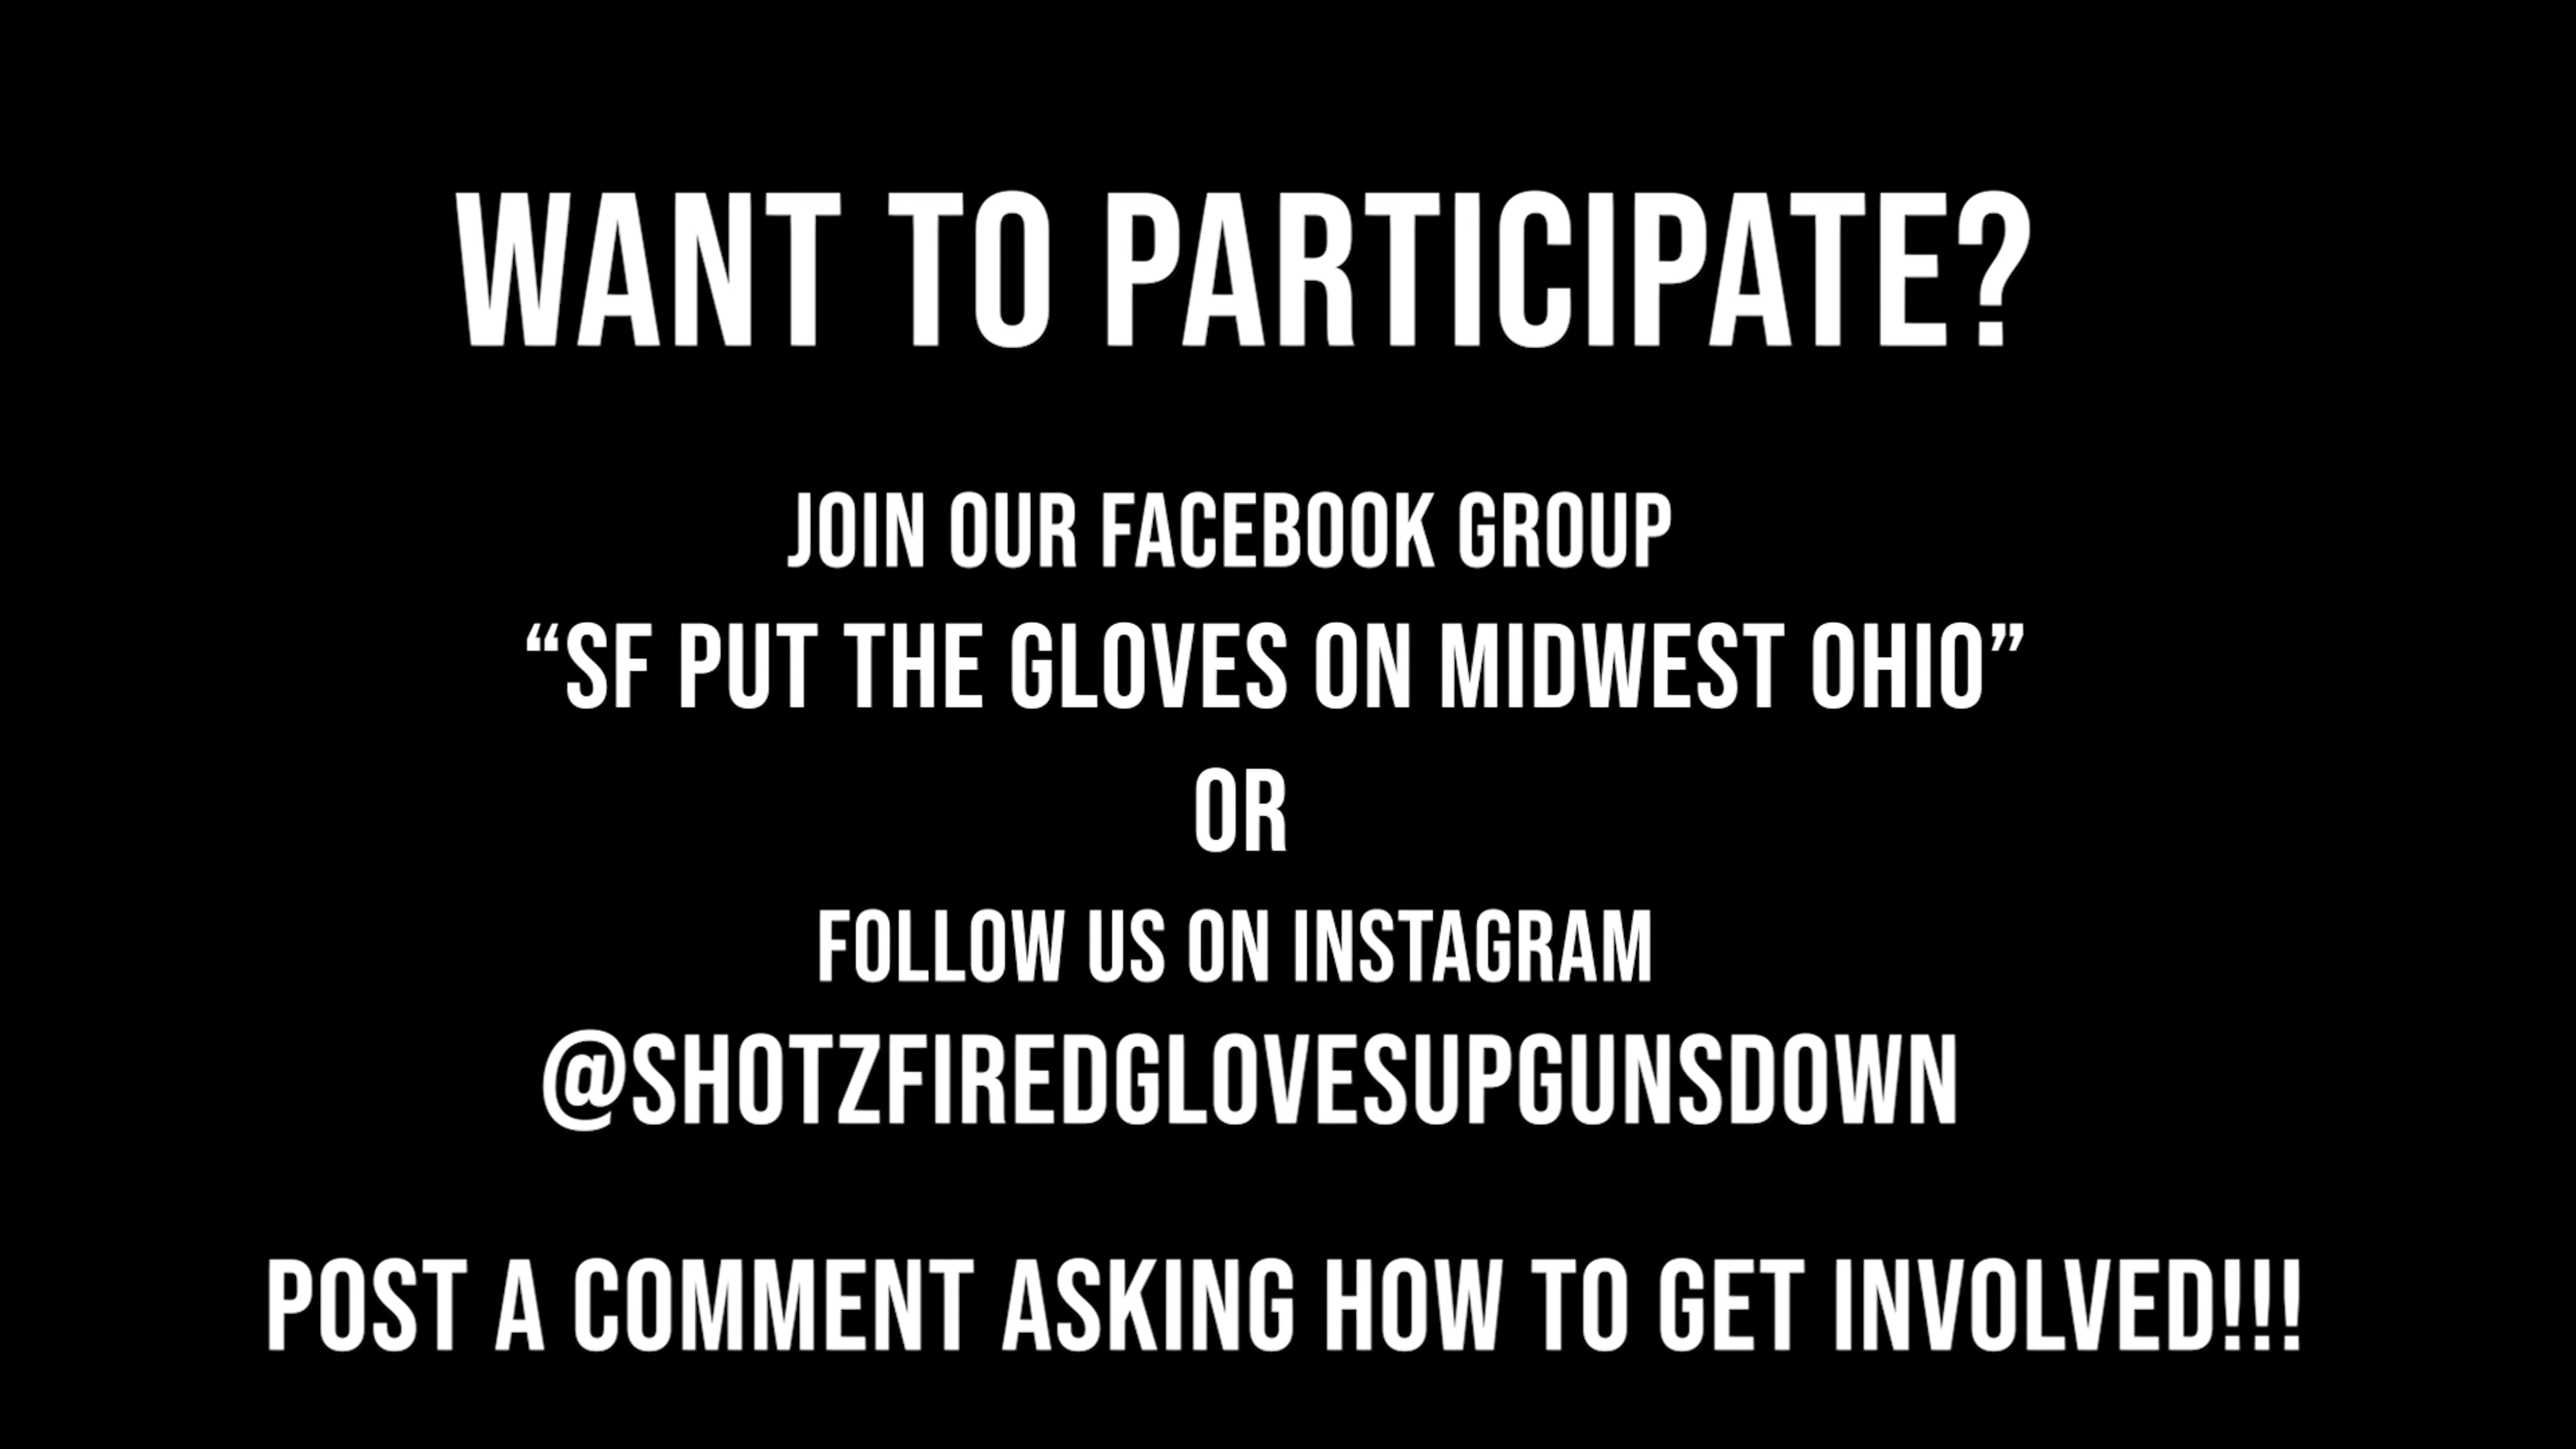 WANT TO PARTICIPATE?
JOIN OUR FACEBOOK GROUP
“SF PUT THE GLOVES ON MIDWEST OHIO”
OR
FOLLOW US ON INSTAGRAM
@SHOTZFIREDGLOVESUPGUNSDOWN
POST A COMMENT ASKING HOW TO GET INVOLVED!!!